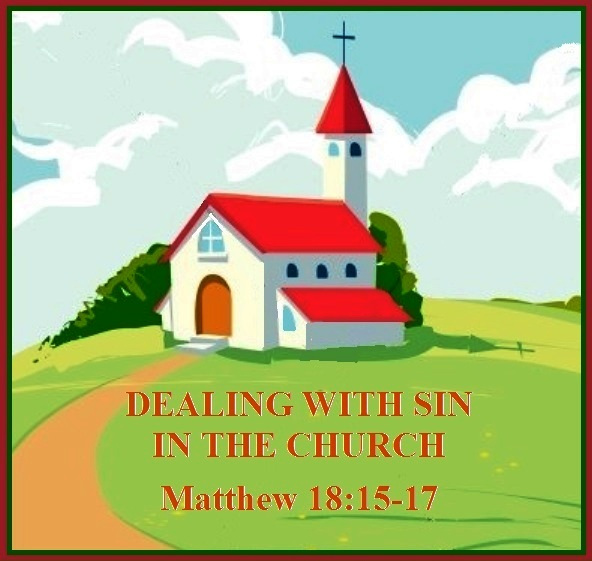 DEALING WITH SIN
IN THE CHURCH
Matthew 18:15-17